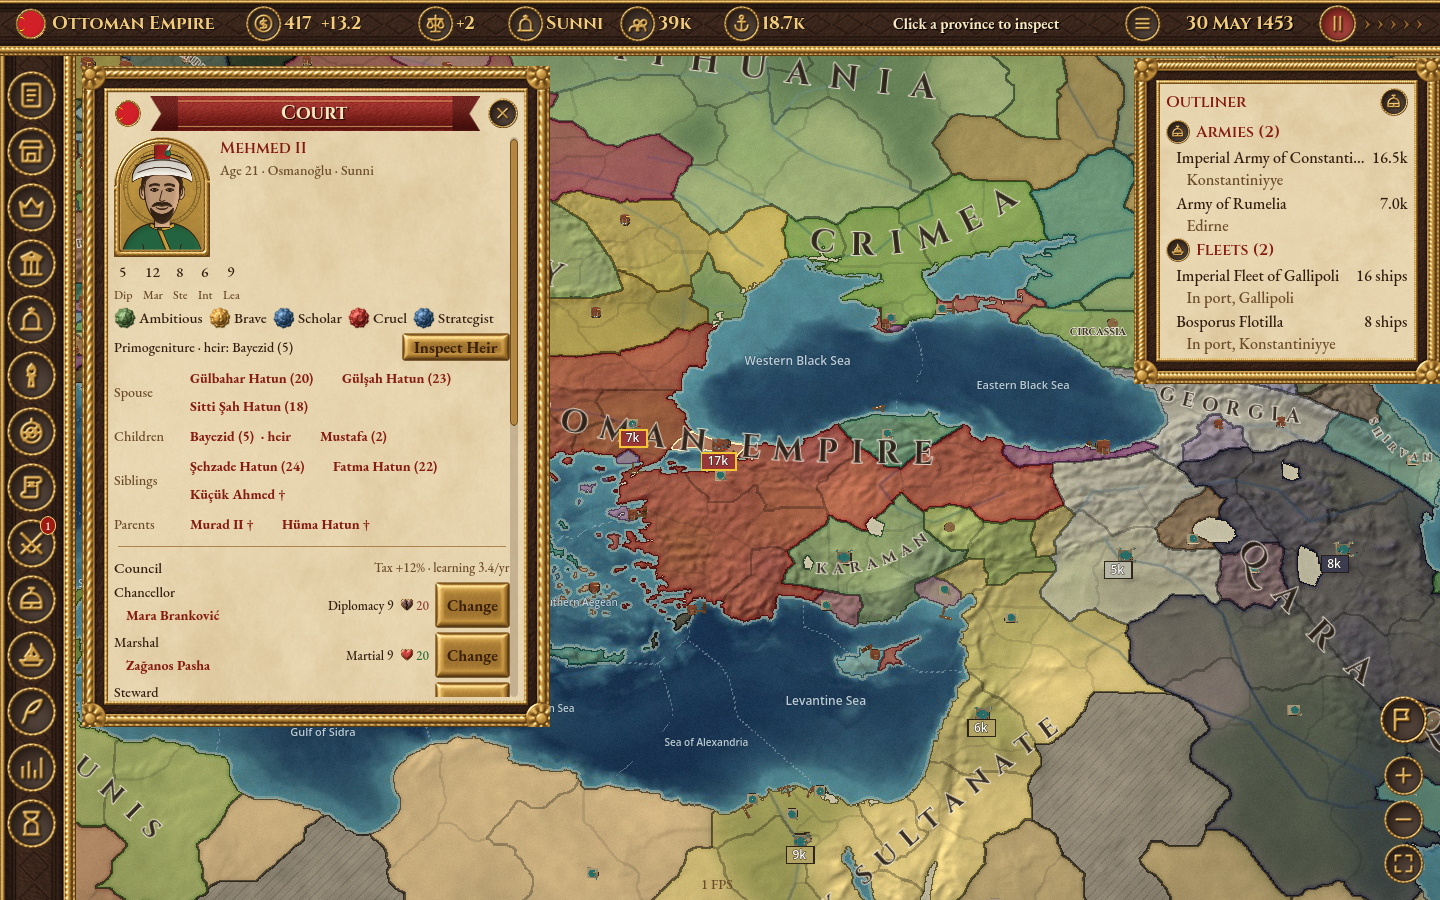 OTTOMAN EMPIRE
417 +13.2
+2
SUNNI
39K
18.7K
Click a province to inspect
30 MAY 1453
COURT
MEHMED II
Age 21 · Osmanoğlu · Sunni
5 12 8 6 9
Dip Mar Ste Int Lea
Ambitious Brave Scholar Cruel Strategist
Primogeniture · heir: Bayezid (5)
Inspect Heir
Spouse
Gülbahar Hatun (20) Gülşah Hatun (23)
Sitti Şah Hatun (18)
Children
Bayezid (5) · heir Mustafa (2)
Siblings
Şehzade Hatun (24) Fatma Hatun (22)
Küçük Ahmed †
Parents
Murad II † Hüma Hatun †
Council
Tax +12% · learning 3.4/yr
Chancellor
Mara Branković
Diplomacy 9 20
Change
Marshal
Zağanos Pasha
Martial 9 20
Change
Steward
1
OUTLINER
ARMIES (2)
Imperial Army of Constanti... 16.5k
Konstantiniyye
Army of Rumelia 7.0k
Edirne
FLEETS (2)
Imperial Fleet of Gallipoli 16 ships
In port, Gallipoli
Bosporus Flotilla 8 ships
In port, Konstantiniyye
THUANIA
CRIMEA
Y
CIRCASSIA
Western Black Sea
Eastern Black Sea
GEORGIA
SHIRVAN
OMAN EMPIRE
7k
17k
KARAMAN
5k
8k
QARA
Q
thern Aegean
Levantine Sea
n Sea
Gulf of Sidra
Sea of Alexandria
6k
SULTANATE
9k
UNIS
1 FPS